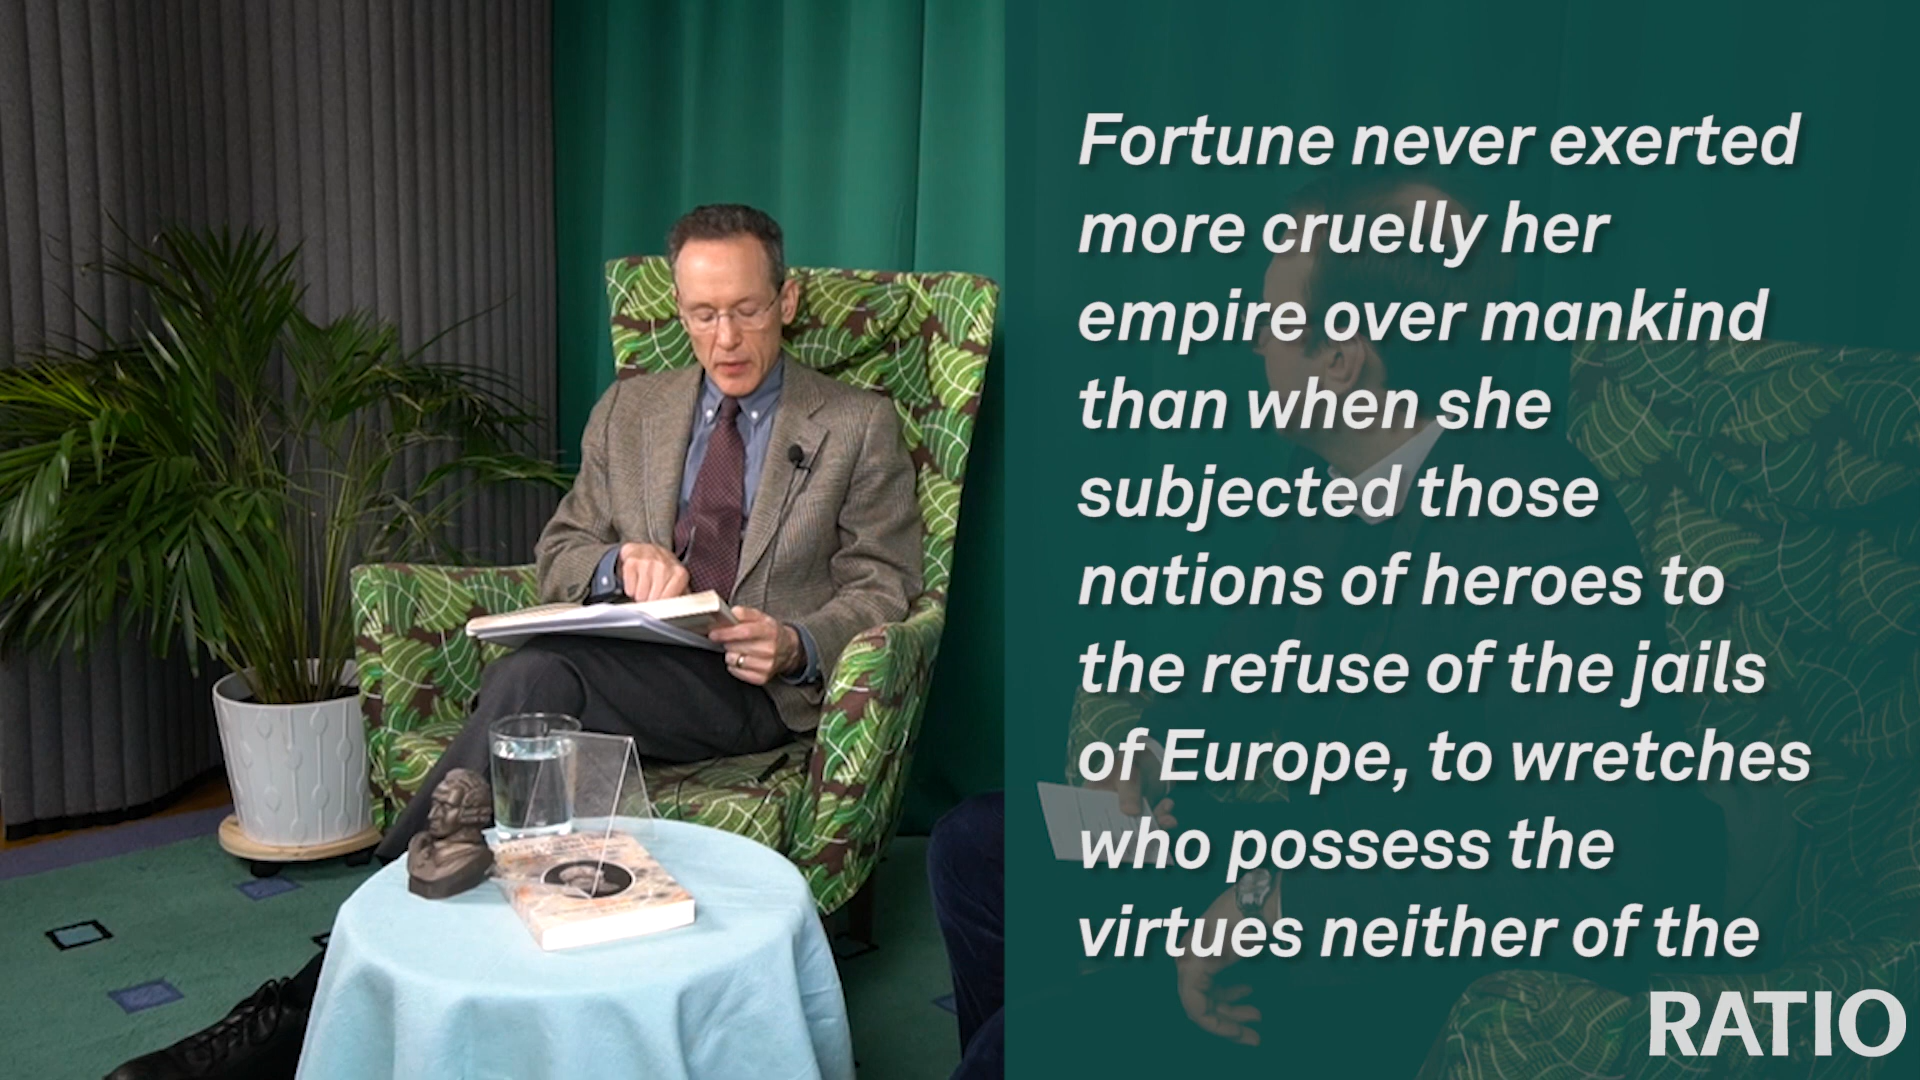 Fortune never exerted
more cruelly her
empire over mankind
than when she
subjected those
nations of heroes to
the refuse of the jails
of Europe, to wretches
who possess the
virtues neither of the
RATIO